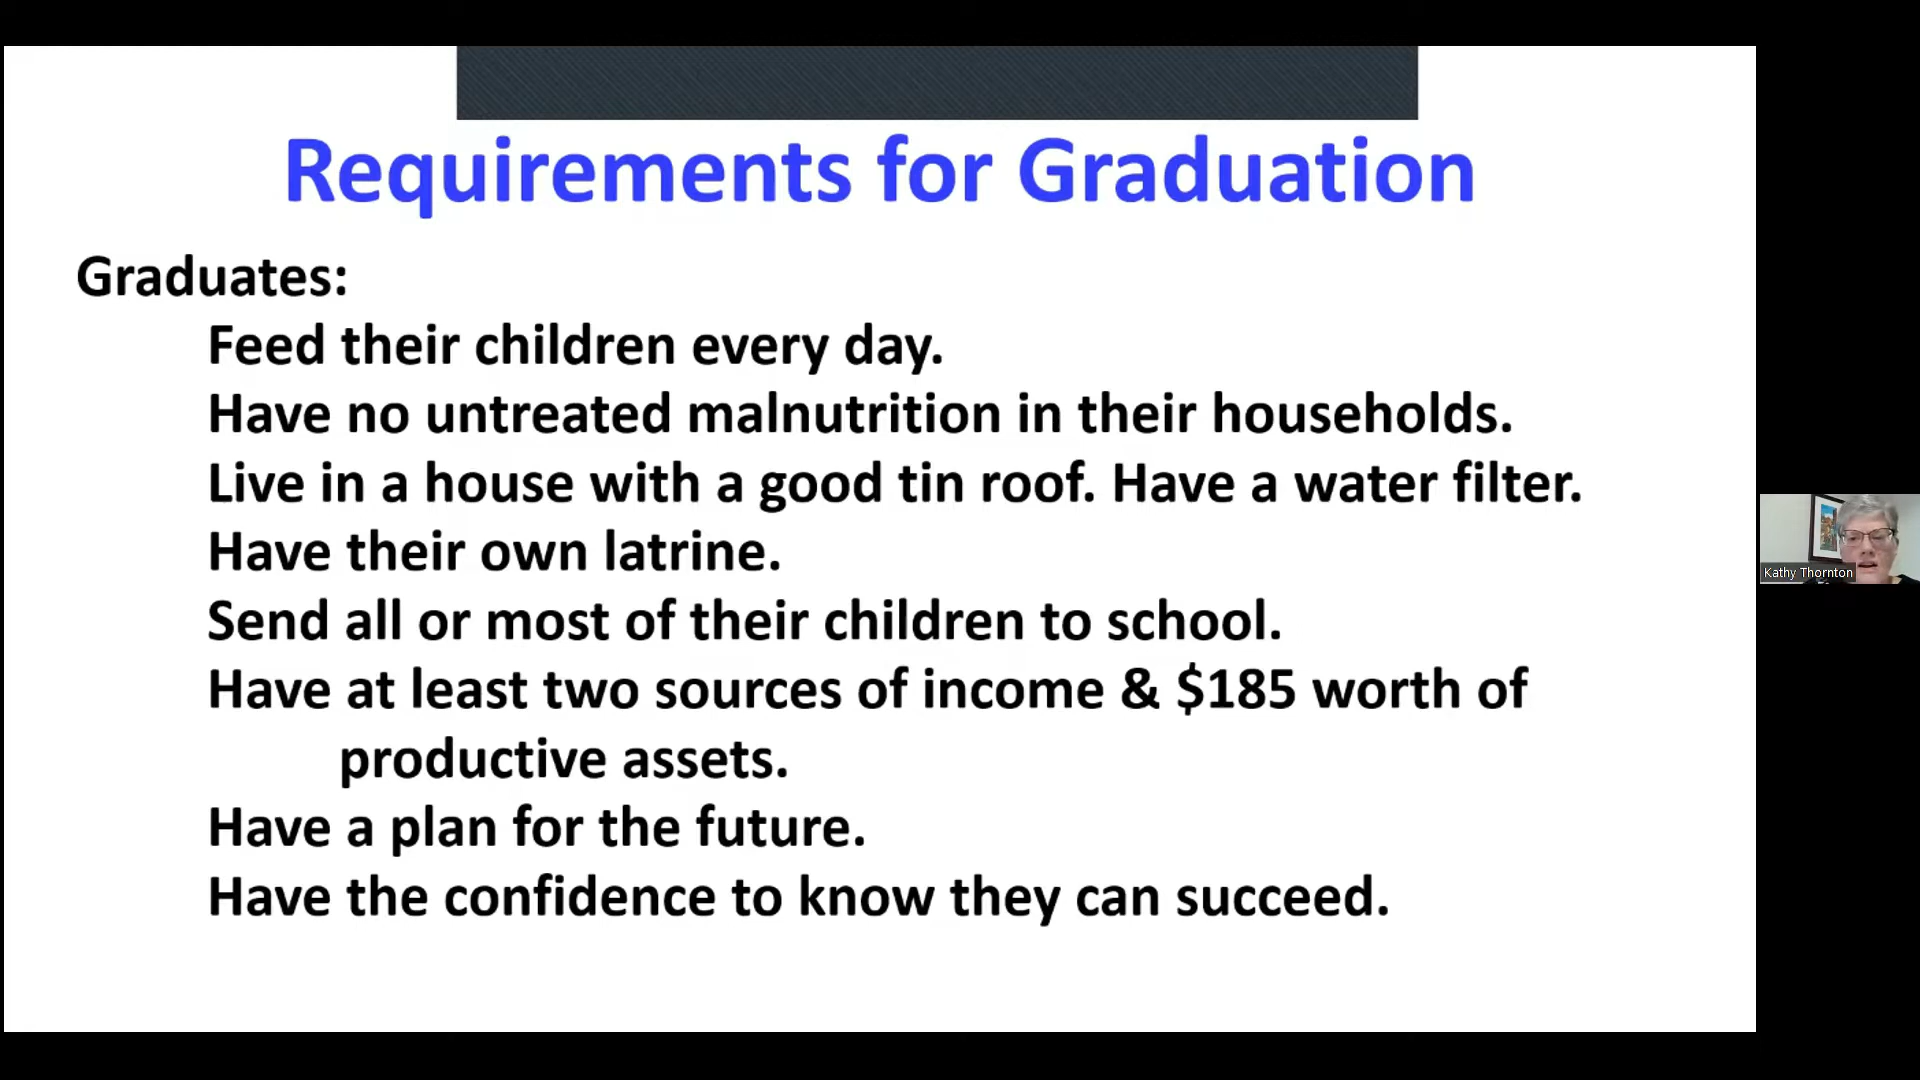 Requirements for Graduation
Graduates:
Feed their children every day.
Have no untreated malnutrition in their households.
Live in a house with a good tin roof. Have a water filter.
Have their own latrine.
Send all or most of their children to school.
Have at least two sources of income & $185 worth of
productive assets.
Have a plan for the future.
Have the confidence to know they can succeed.
Kathy Thornton